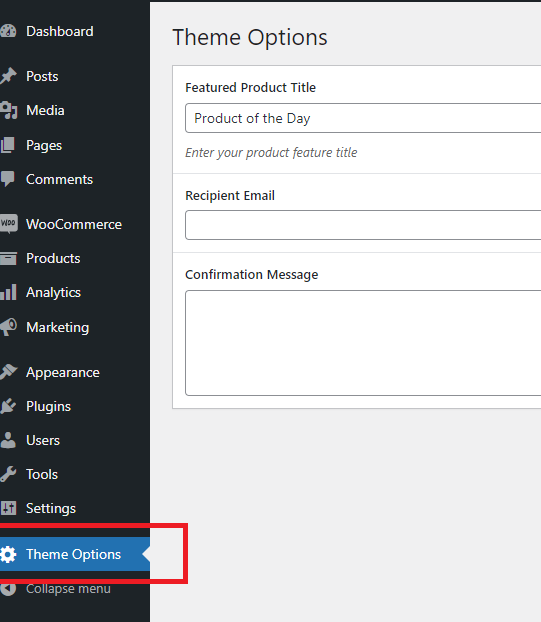 Dashboard
Posts
Media
Pages
Comments
WOO WooCommerce
Products
Analytics
Marketing
Appearance
Plugins
Users
Tools
Settings
Theme Options
Collapse menu
Theme Options
Featured Product Title
Product of the Day
Enter your product feature title
Recipient Email
Confirmation Message